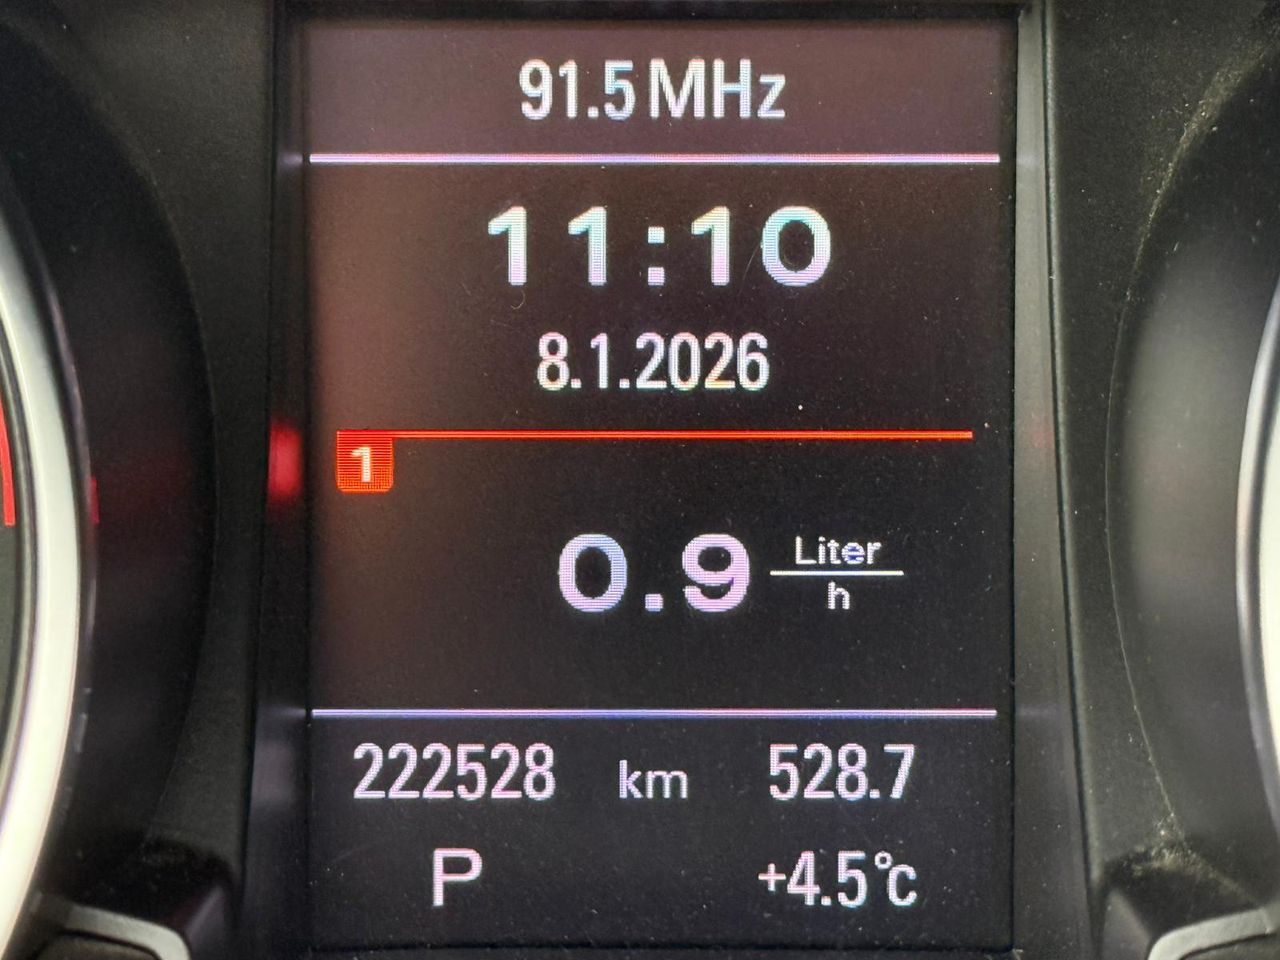 91.5 MHz
11:10
8.1.2026
1
0.9 Liter
h
222528 km 528.7
P +4.5°C